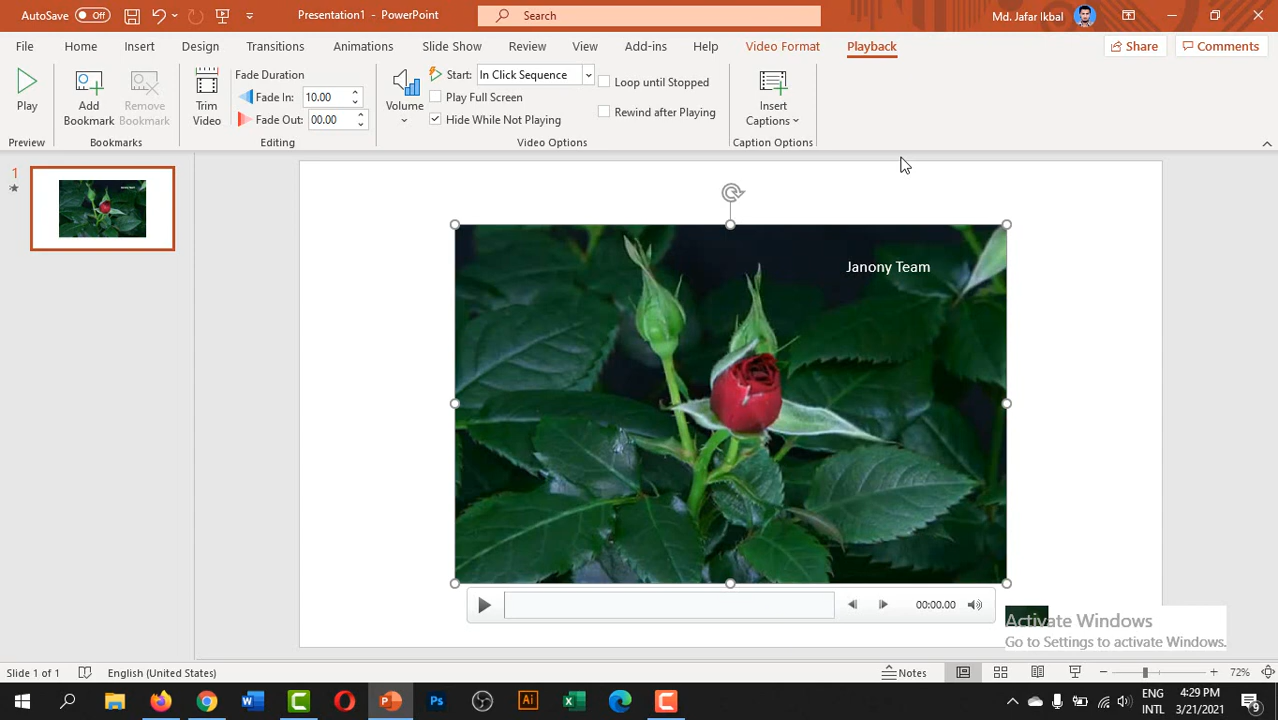 AutoSave Off Presentation1 - PowerPoint Search Md. Jafar Ikbal
File Home Insert Design Transitions Animations Slide Show Review View Add-ins Help Video Format Playback Share Comments
Play
Preview
Add Bookmark
Remove Bookmark
Bookmarks
Trim Video
Fade Duration
Fade In: 10.00
Fade Out: 00.00
Editing
Volume
Start: In Click Sequence
Play Full Screen
Hide While Not Playing
Loop until Stopped
Rewind after Playing
Video Options
Insert Captions
Caption Options
1
Janony Team
00:00.00
Activate Windows
Go to Settings to activate Windows.
Slide 1 of 1 English (United States) Notes 72%
ENG
INTL
4:29 PM
3/21/2021